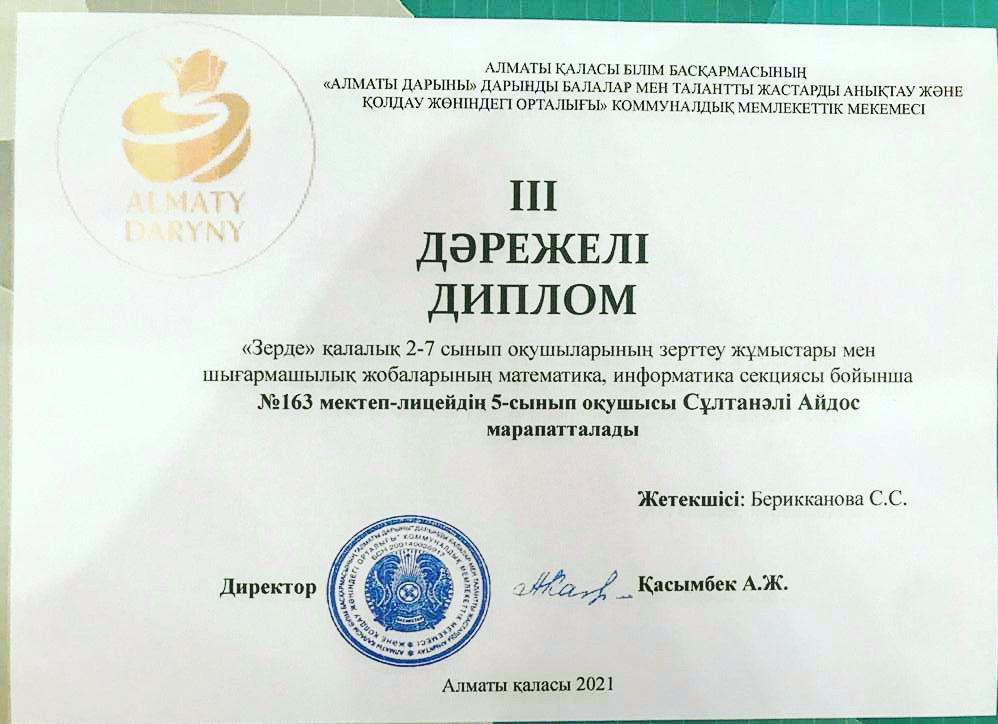 ALMATY
DARYNY
АЛМАТЫ ҚАЛАСЫ БІЛІМ БАСҚАРМАСЫНЫҢ
«АЛМАТЫ ДАРЫНЫ» ДАРЫНДЫ БАЛАЛАР МЕН ТАЛАНТТЫ ЖАСТАРДЫ АНЫҚТАУ ЖӘНЕ
ҚОЛДАУ ЖӨНІНДЕГІ ОРТАЛЫҒЫ» КОММУНАЛДЫҚ МЕМЛЕКЕТТІК МЕКЕМЕСІ
III
ДӘРЕЖЕЛІ
ДИПЛОМ
«Зерде» қалалық 2-7 сынып оқушыларының зерттеу жұмыстары мен
шығармашылық жобаларының математика, информатика секциясы бойынша
№163 мектеп-лицейдің 5-сынып оқушысы Сұлтанәлі Айдос
марапатталады
Жетекшісі: Берикканова С.С.
Директор
Қасымбек А.Ж.
Алматы қаласы 2021